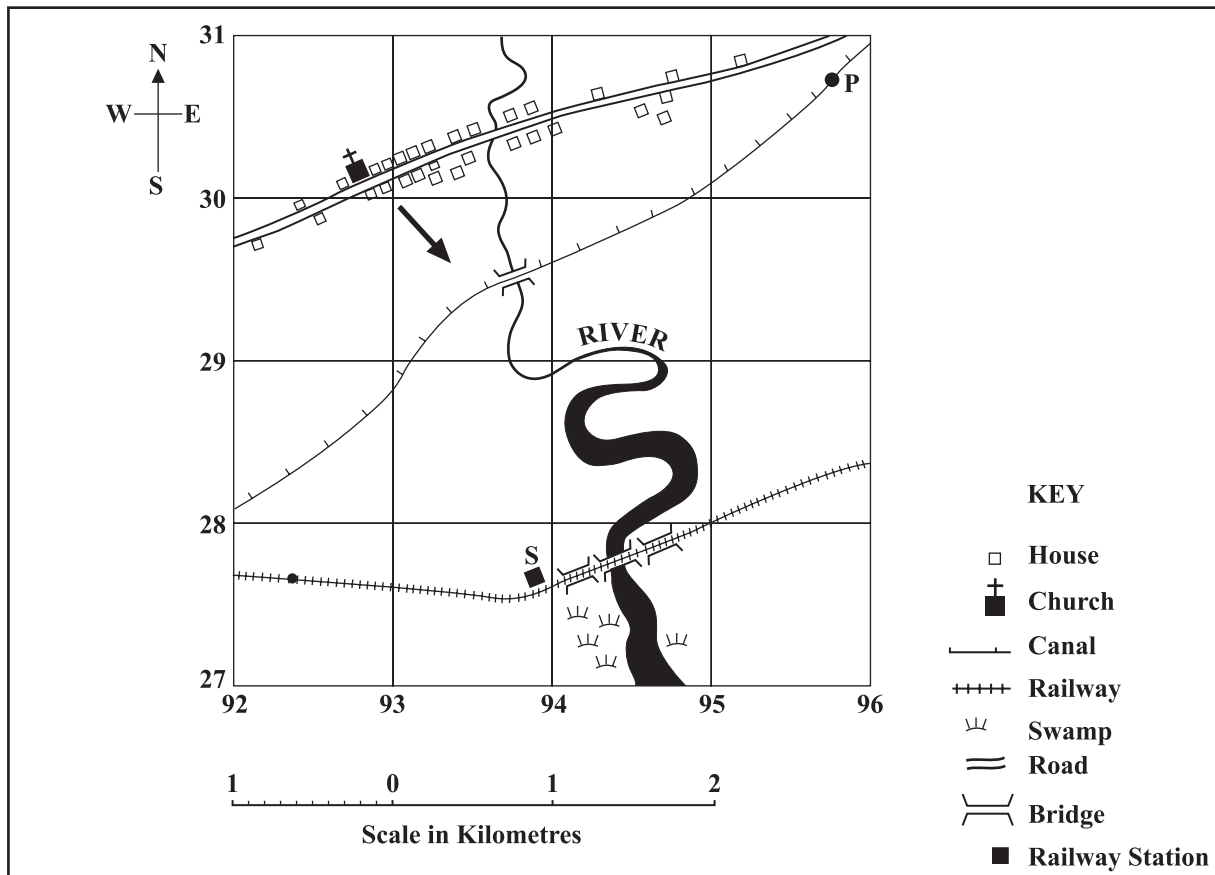 31
N
W E
S
P
30
RIVER
29
28
S
27
92 93 94 95 96
1 0 1 2
Scale in Kilometres
KEY
House
Church
Canal
Railway
Swamp
Road
Bridge
Railway Station